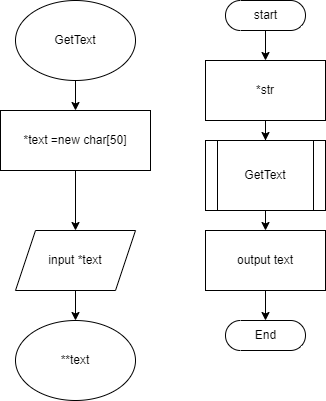 GetText
*text =new char[50]
input *text
**text
start
*str
GetText
output text
End